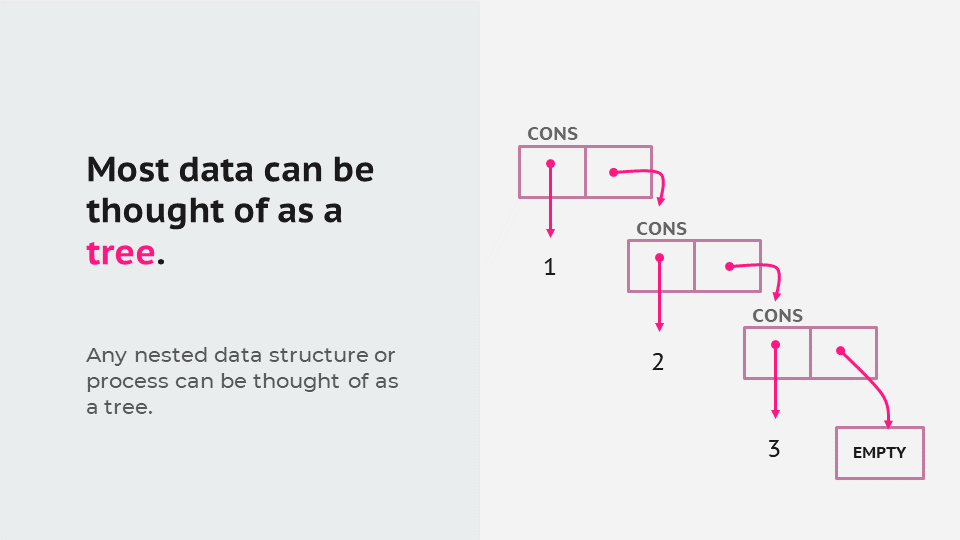 Most data can be
thought of as a
tree.
Any nested data structure or
process can be thought of as
a tree.
CONS
1
CONS
2
CONS
3
EMPTY